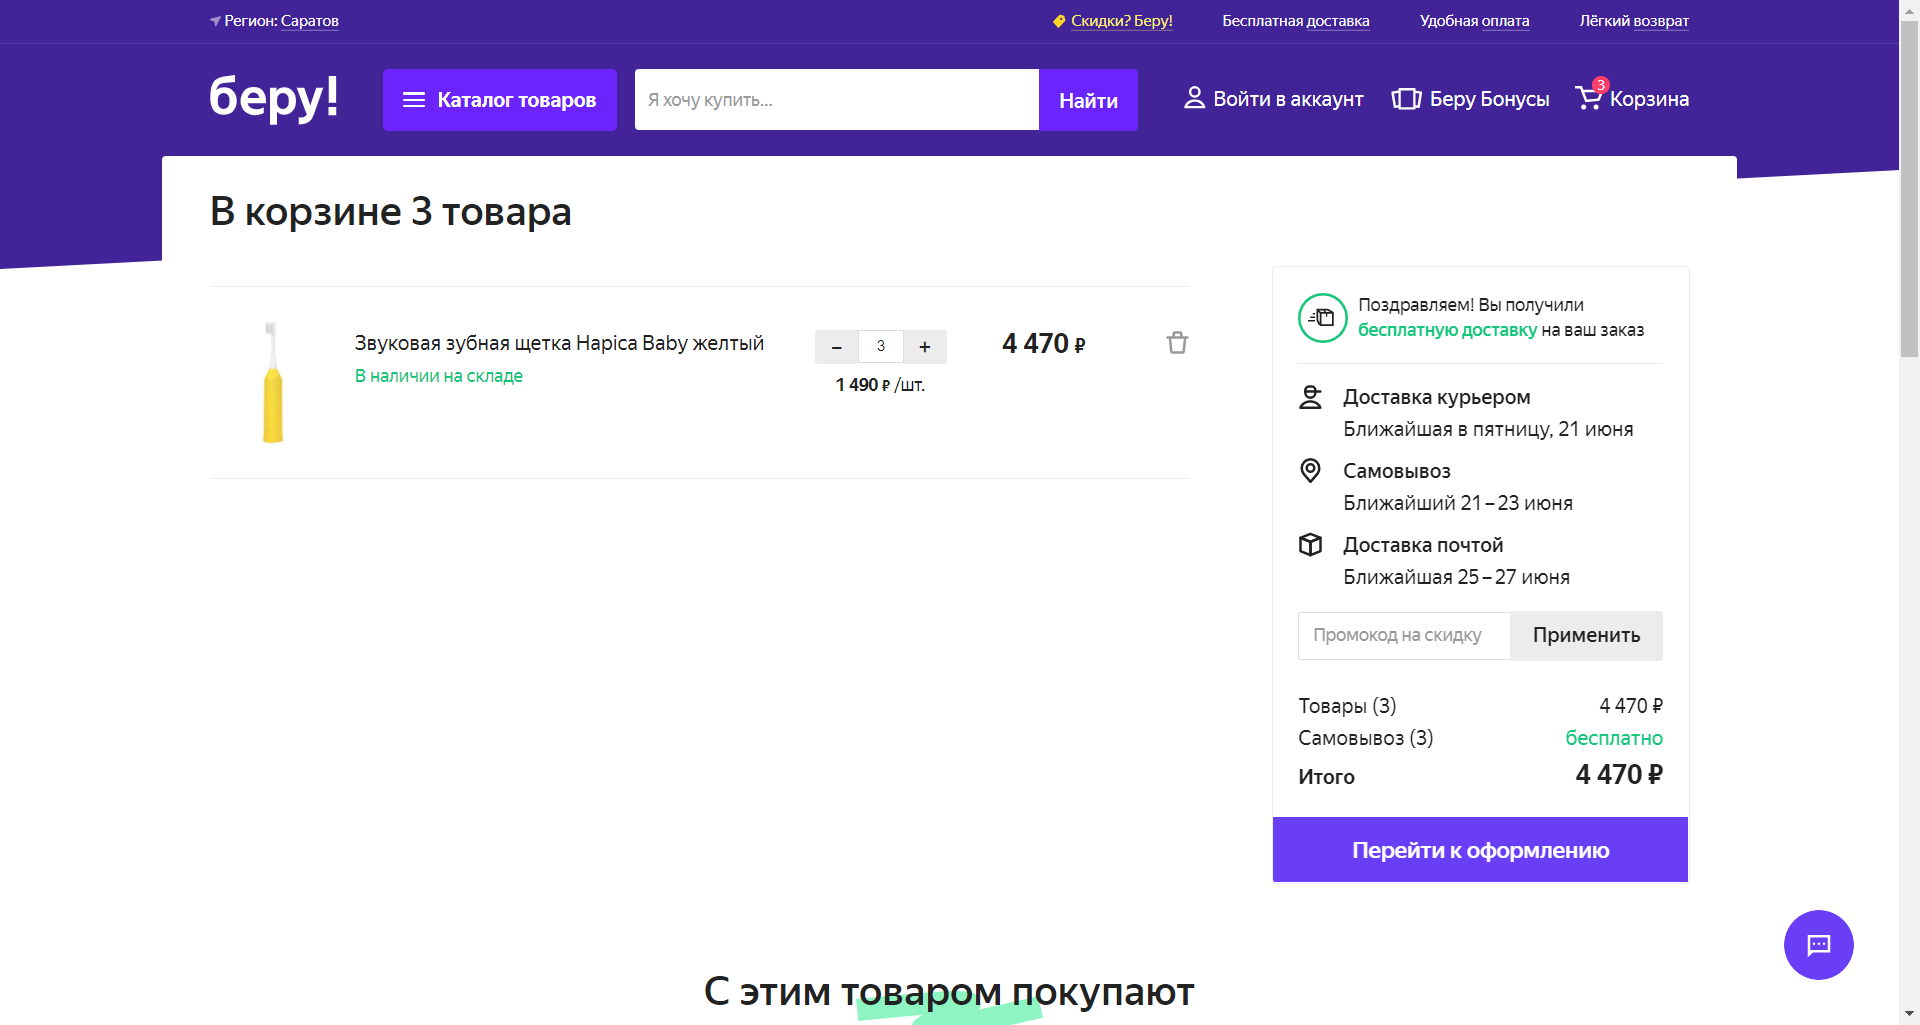 Регион: Саратов
Скидки? Беру!
Бесплатная доставка
Удобная оплата
Лёгкий возврат
беру!
Каталог товаров
Я хочу купить...
Найти
Войти в аккаунт
Беру Бонусы
3
Корзина
В корзине 3 товара
Звуковая зубная щетка Hapica Baby желтый
В наличии на складе
– 3 +
1 490 ₽ /шт.
4 470 ₽
Поздравляем! Вы получили
бесплатную доставку на ваш заказ
Доставка курьером
Ближайшая в пятницу, 21 июня
Самовывоз
Ближайший 21 – 23 июня
Доставка почтой
Ближайшая 25 – 27 июня
Промокод на скидку
Применить
Товары (3) 4 470 ₽
Самовывоз (3) бесплатно
Итого 4 470 ₽
Перейти к оформлению
С этим товаром покупают